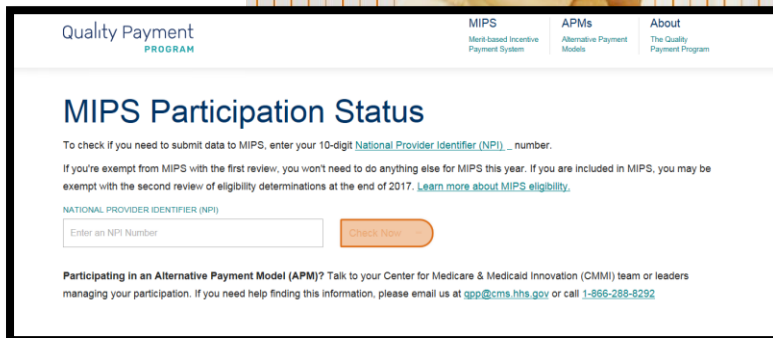 Quality Payment
PROGRAM
MIPS
Merit-based Incentive
Payment System
APMs
Alternative Payment
Models
About
The Quality
Payment Program
MIPS Participation Status
To check if you need to submit data to MIPS, enter your 10-digit National Provider Identifier (NPI) _ number.
If you're exempt from MIPS with the first review, you won't need to do anything else for MIPS this year. If you are included in MIPS, you may be
exempt with the second review of eligibility determinations at the end of 2017. Learn more about MIPS eligibility.
NATIONAL PROVIDER IDENTIFIER (NPI)
Enter an NPI Number
Check Now
Participating in an Alternative Payment Model (APM)? Talk to your Center for Medicare & Medicaid Innovation (CMMI) team or leaders
managing your participation. If you need help finding this information, please email us at qpp@cms.hhs.gov or call 1-866-288-8292